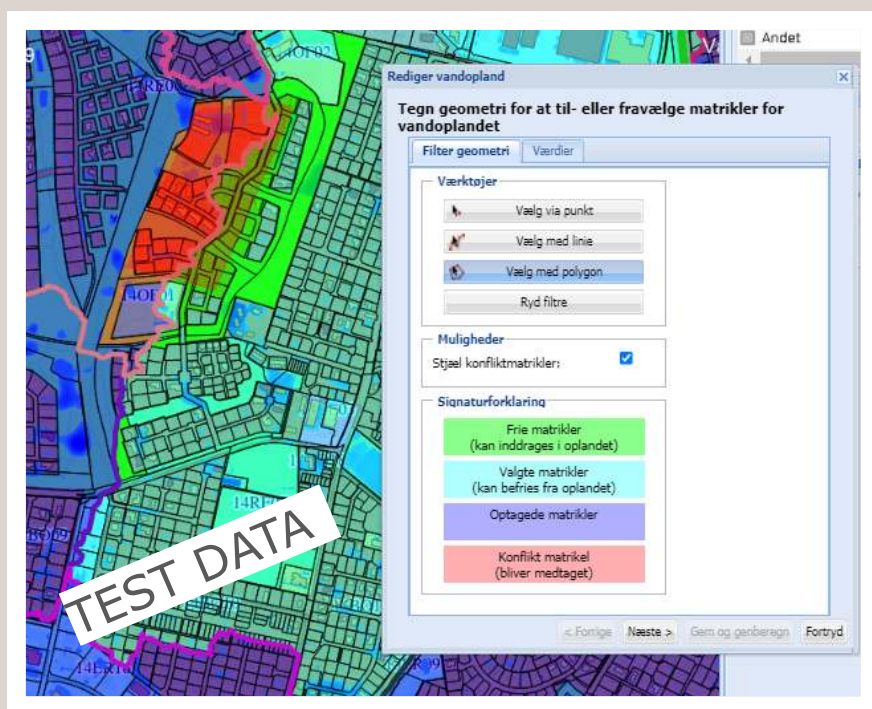 Andet
Rediger vandopland
Tegn geometri for at til- eller fravælge matrikler for
vandoplandet
Filter geometri
Værdier
Værktøjer
Vælg via punkt
Vælg med linie
Vælg med polygon
Ryd filtre
Muligheder
Stjæl konfliktmatrikler:
Signaturforklaring
Frie matrikler
(kan inddrages i oplandet)
Valgte matrikler
(kan befries fra oplandet)
Optagede matrikler
Konflikt matrikel
(bliver medtaget)
< Forrige
Næste >
Gem og genberegn
Fortryd
14OF02
14OF01
TEST DATA